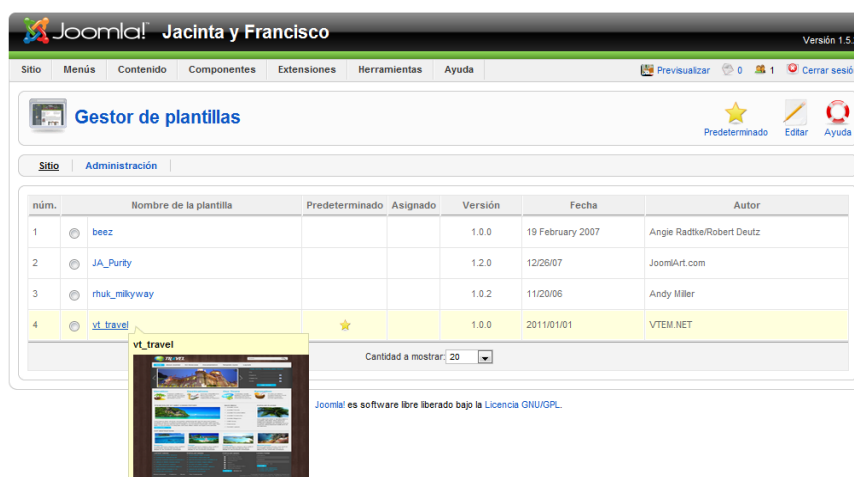 Joomla! Jacinta y Francisco
Versión 1.5.
Sitio Menús Contenido Componentes Extensiones Herramientas Ayuda Previsualizar 0 1 Cerrar sesió
Gestor de plantillas
Predeterminado Editar Ayuda
Sitio Administración
núm. Nombre de la plantilla Predeterminado Asignado Versión Fecha Autor
1 beez 1.0.0 19 February 2007 Angie Radtke/Robert Deutz
2 JA_Purity 1.2.0 12/26/07 JoomlArt.com
3 rhuk_milkyway 1.0.2 11/20/06 Andy Miller
4 vt_travel 1.0.0 2011/01/01 VTEM.NET
vt_travel
Cantidad a mostrar: 20
Joomla! es software libre liberado bajo la Licencia GNU/GPL.